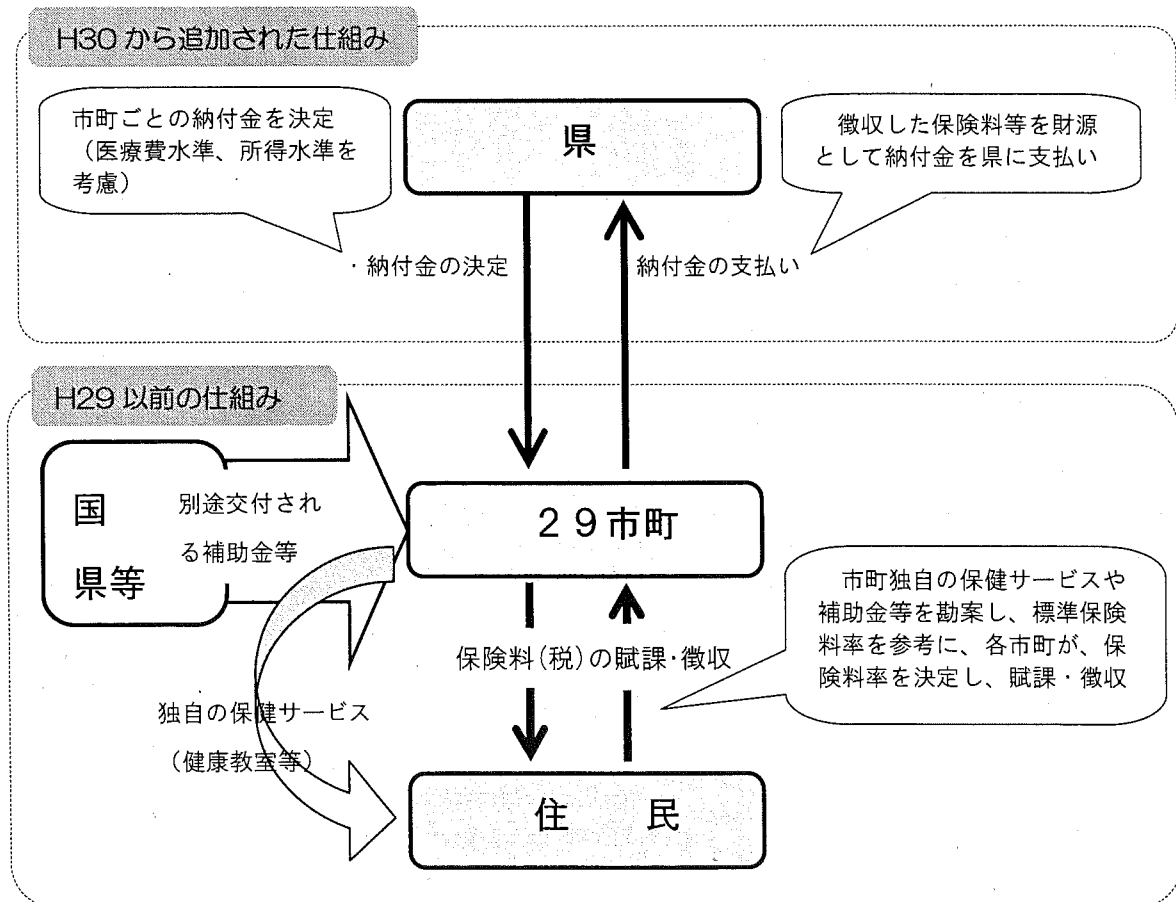 H30から追加された仕組み
市町ごとの納付金を決定
（医療費水準、所得水準を
考慮）
県
徴収した保険料等を財源
として納付金を県に支払い
・納付金の決定
納付金の支払い
H29以前の仕組み
国
県等
別途交付され
る補助金等
２９市町
保険料（税）の賦課・徴収
市町独自の保健サービスや
補助金等を勘案し、標準保険
料率を参考に、各市町が、保
険料率を決定し、賦課・徴収
独自の保健サービス
（健康教室等）
住　民